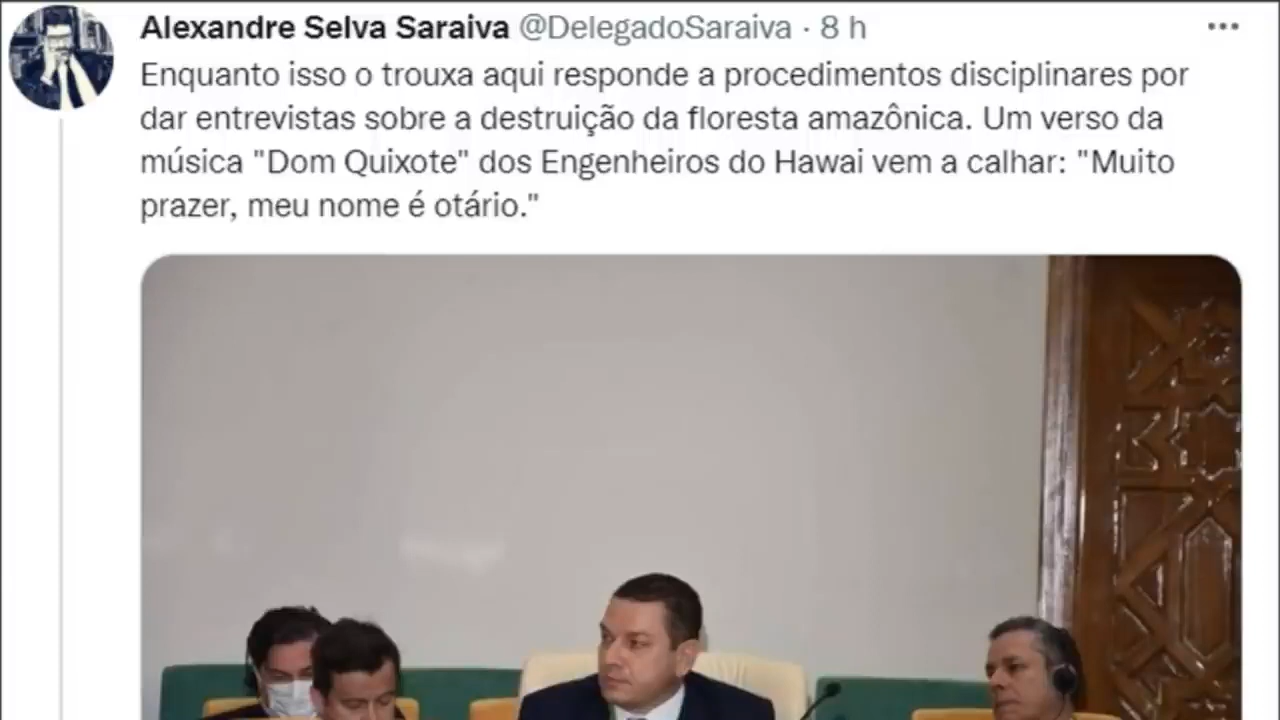 Alexandre Selva Saraiva @DelegadoSaraiva · 8 h
Enquanto isso o trouxa aqui responde a procedimentos disciplinares por
dar entrevistas sobre a destruição da floresta amazônica. Um verso da
música "Dom Quixote" dos Engenheiros do Hawai vem a calhar: "Muito
prazer, meu nome é otário."